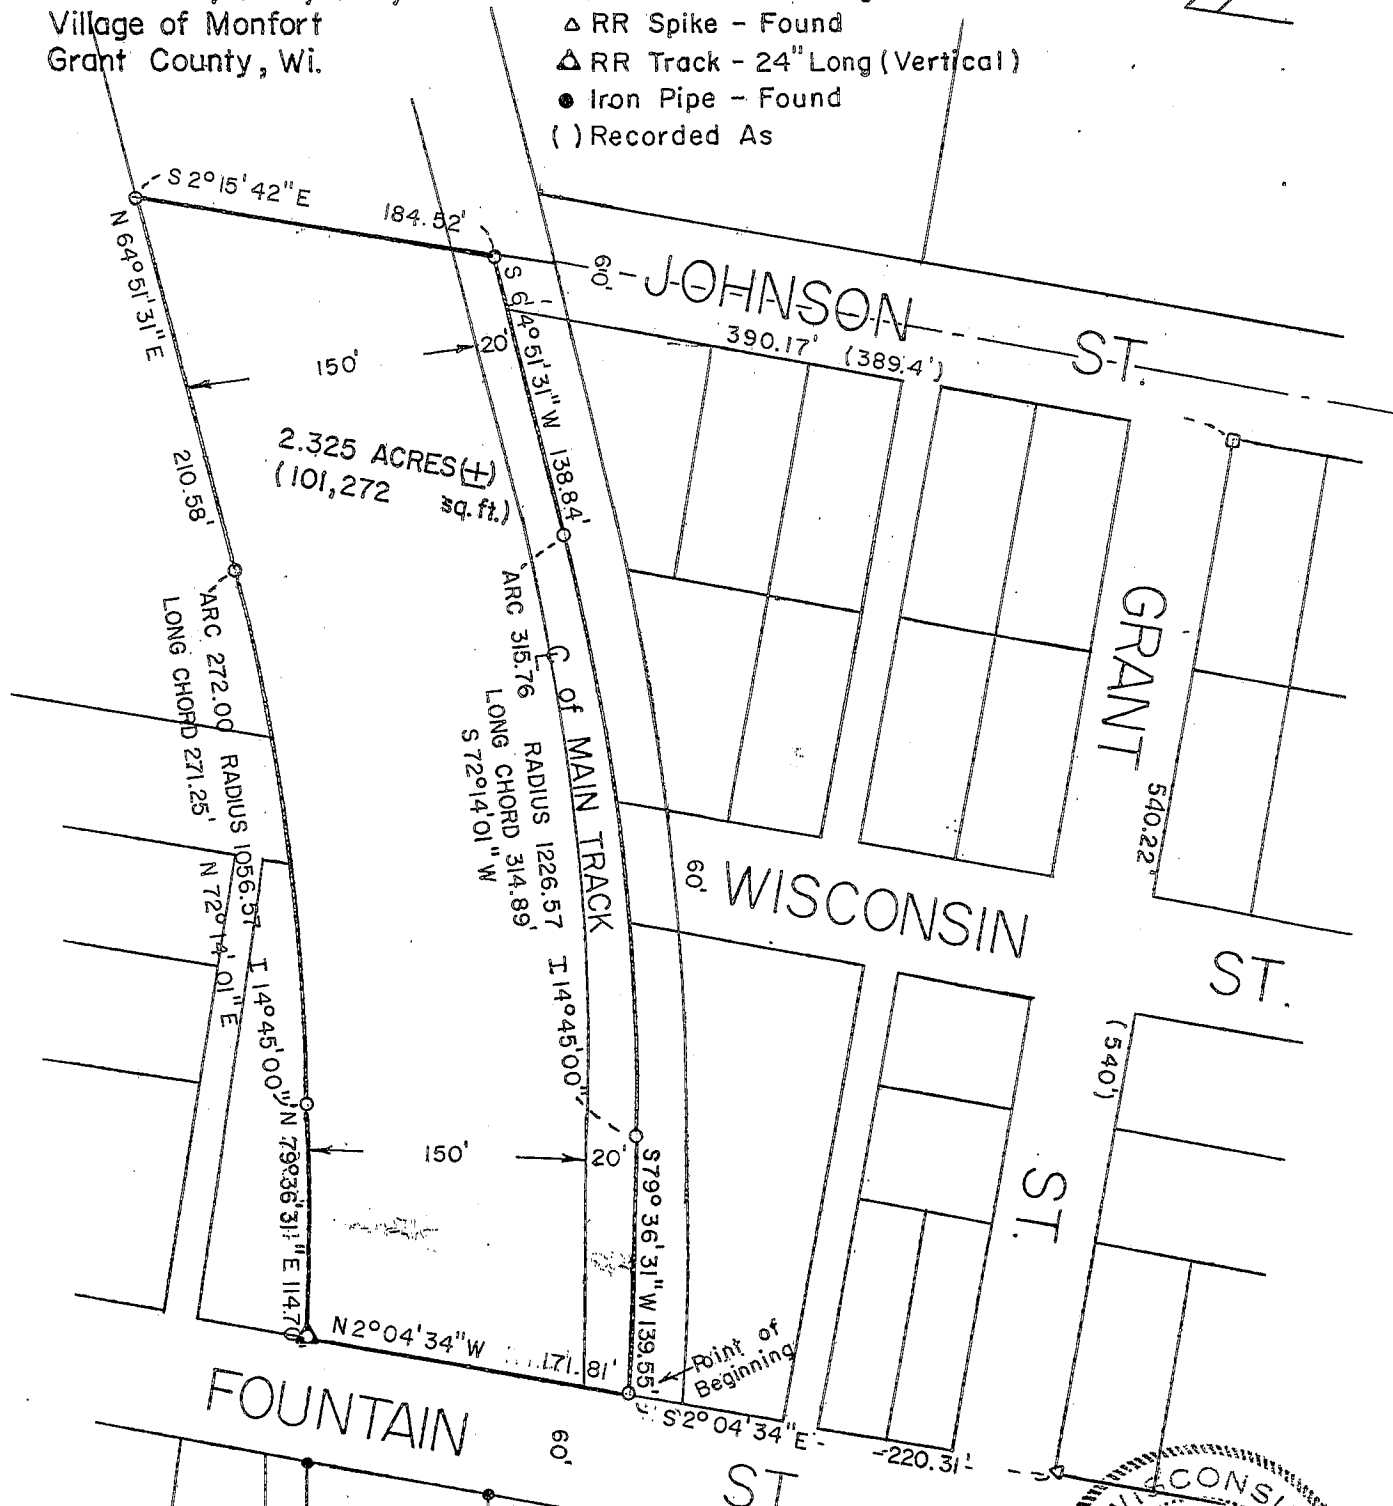 Village of Monfort
Grant County, Wi.
△ RR Spike - Found
RR Track - 24" Long (Vertical)
● Iron Pipe - Found
( ) Recorded As
S 2°15'42" E
184.52'
N 64°51'31" E
210.58'
S 64°51'31" W 138.84'
60'
JOHNSON ST.
390.17' (389.4')
150'
20'
2.325 ACRES(±)
(101,272 sq.ft.)
ARC 272.00 RADIUS 1056.57 I 14°45'00"
LONG CHORD 271.25' N 72°14'01" E
ARC 315.76 RADIUS 1226.57 I 14°45'00"
LONG CHORD 314.89'
S 72°14'01" W
℄ of MAIN TRACK
GRANT ST.
540.22'
(540')
60'
WISCONSIN ST.
150'
20'
N 79°36'31" E 114.70
S 79°36'31" W 139.55'
N 2°04'34" W 171.81'
Point of
Beginning
S 2°04'34" E
220.31'
FOUNTAIN ST
60'
WISCONSI